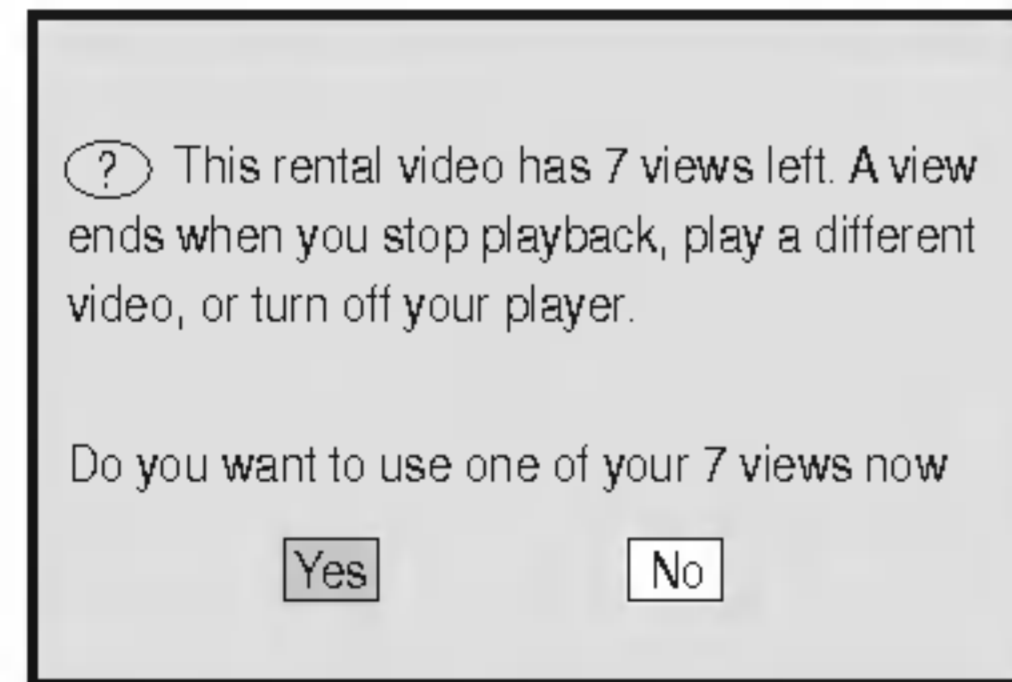 ? This rental video has 7 views left. A view
ends when you stop playback, play a different
video, or turn off your player.
Do you want to use one of your 7 views now
Yes No